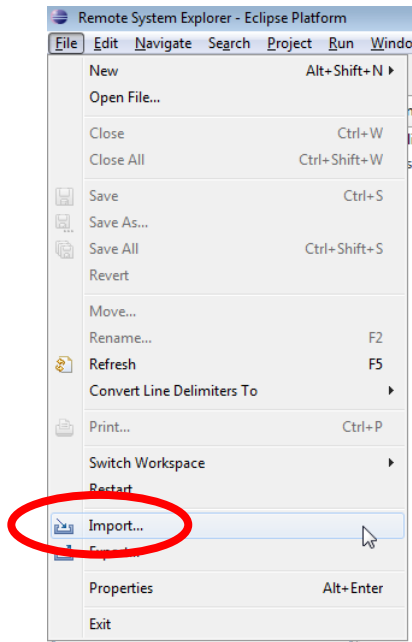 Remote System Explorer - Eclipse Platform
File Edit Navigate Search Project Run Windo
New Alt+Shift+N
Open File...
Close Ctrl+W
Close All Ctrl+Shift+W
Save Ctrl+S
Save As...
Save All Ctrl+Shift+S
Revert
Move...
Rename... F2
Refresh F5
Convert Line Delimiters To
Print... Ctrl+P
Switch Workspace
Restart
Import...
Export...
Properties Alt+Enter
Exit